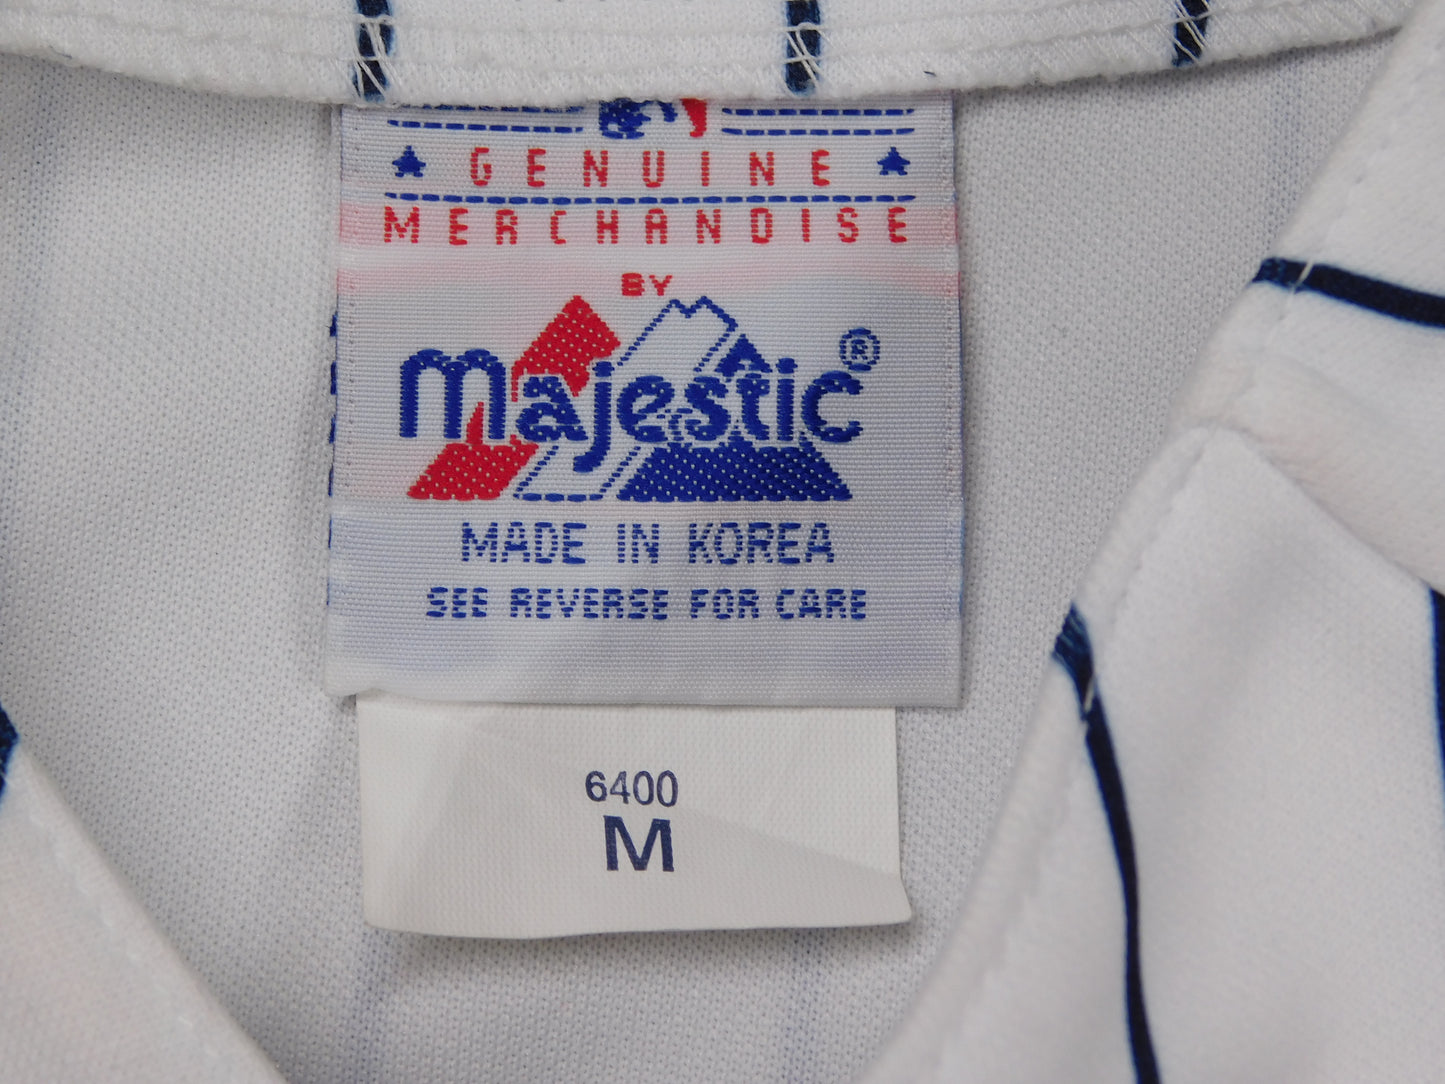 GENUINE
MERCHANDISE
BY
majestic®
MADE IN KOREA
SEE REVERSE FOR CARE
6400
M